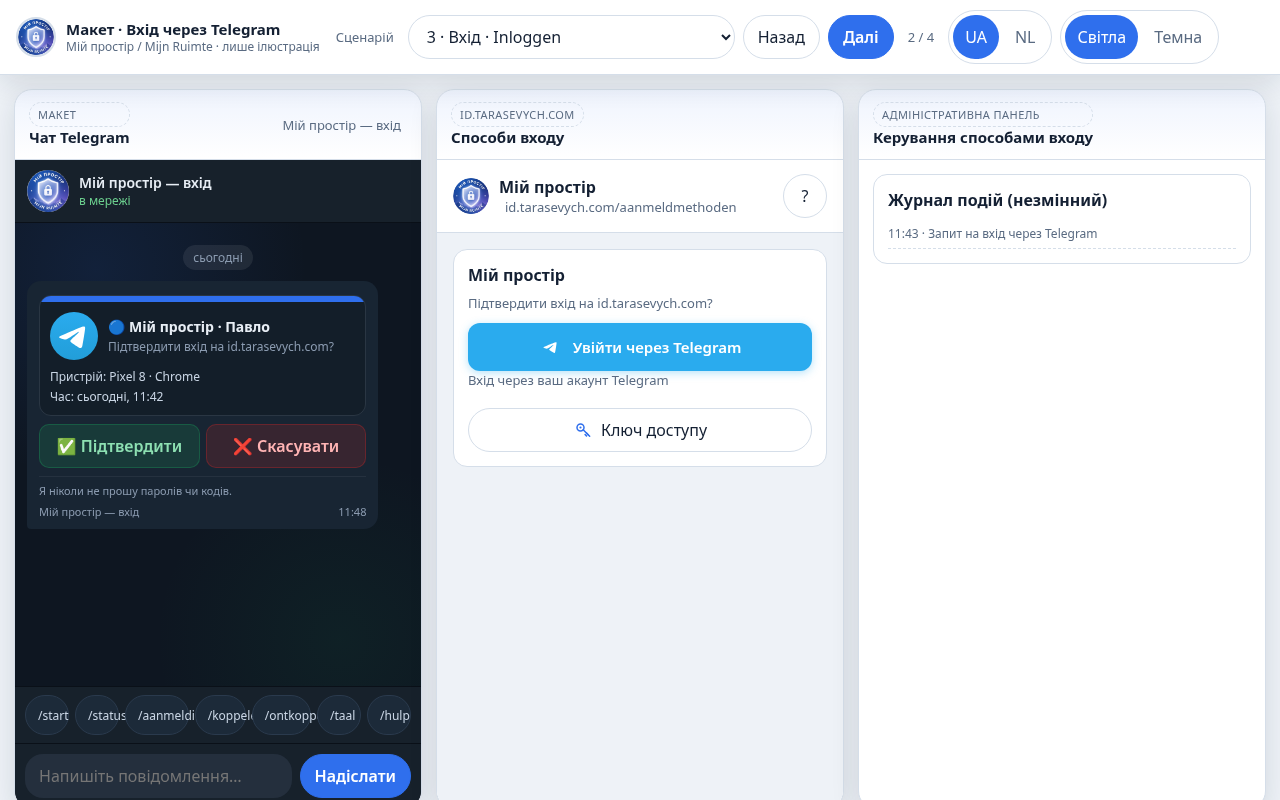 Макет · Вхід через Telegram
Мій простір / Mijn Ruimte · лише ілюстрація
Сценарій
3 · Вхід · Inloggen
Назад
Далі
2 / 4
UA
NL
Світла
Темна
МАКЕТ
Чат Telegram
Мій простір — вхід
Мій простір — вхід
в мережі
сьогодні
🔵 Мій простір · Павло
Підтвердити вхід на id.tarasevych.com?
Пристрій: Pixel 8 · Chrome
Час: сьогодні, 11:42
✅ Підтвердити
❌ Скасувати
Я ніколи не прошу паролів чи кодів.
Мій простір — вхід
11:48
/start
/status
/aanmeldi
/koppel
/ontkopp
/taal
/hulp
Напишіть повідомлення...
Надіслати
ID.TARASEVYCH.COM
Способи входу
Мій простір
id.tarasevych.com/aanmeldmethoden
?
Мій простір
Підтвердити вхід на id.tarasevych.com?
Увійти через Telegram
Вхід через ваш акаунт Telegram
Ключ доступу
АДМІНІСТРАТИВНА ПАНЕЛЬ
Керування способами входу
Журнал подій (незмінний)
11:43 · Запит на вхід через Telegram